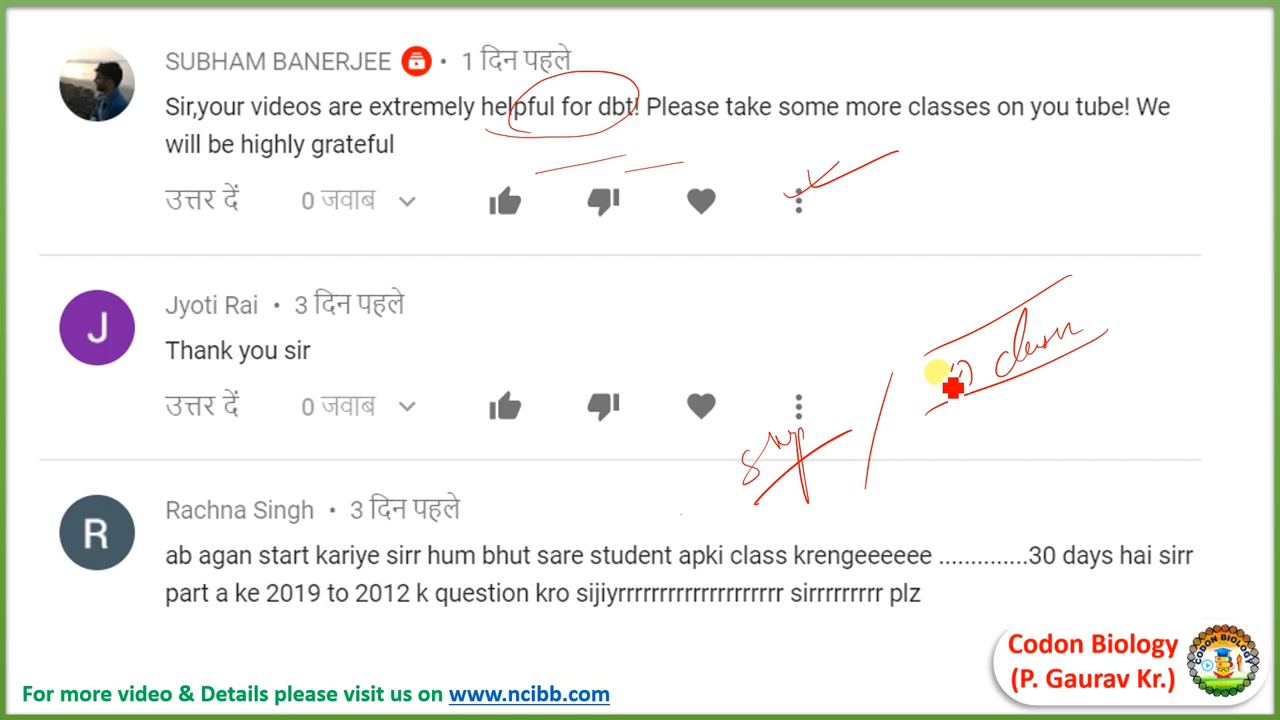 SUBHAM BANERJEE • 1 दिन पहले
Sir,your videos are extremely helpful for dbt! Please take some more classes on you tube! We
will be highly grateful
उत्तर दें 0 जवाब
J
Jyoti Rai • 3 दिन पहले
Thank you sir
उत्तर दें 0 जवाब
R
Rachna Singh • 3 दिन पहले
ab agan start kariye sirr hum bhut sare student apki class krengeeeeee ..............30 days hai sirr
part a ke 2019 to 2012 k question kro sijiyrrrrrrrrrrrrrrrrrrrr sirrrrrrrrr plz
Codon Biology
(P. Gaurav Kr.)
CODON BIOLOGY
For more video & Details please visit us on www.ncibb.com